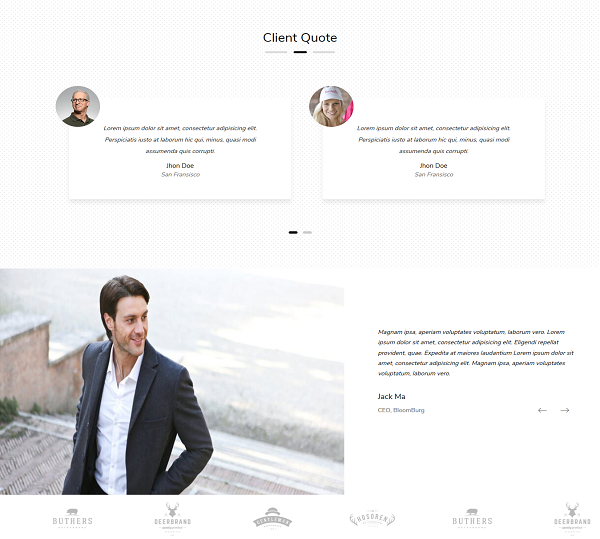 Client Quote
Lorem ipsum dolor sit amet, consectetur adipisicing elit.
Perspiciatis iusto at laborum hic qui, minus, quasi modi
assumenda quis corrupti.
Jhon Doe
San Fransisco
Lorem ipsum dolor sit amet, consectetur adipisicing elit.
Perspiciatis iusto at laborum hic qui, minus, quasi modi
assumenda quis corrupti.
Jhon Doe
San Fransisco
Magnam ipsa, aperiam voluptates voluptatum, laborum vero. Lorem
ipsum dolor sit amet, consectetur adipisicing elit. Eligendi repellat
provident, quae. Expedita at maiores laudantium Lorem ipsum dolor sit
amet, consectetur adipisicing elit. Magnam ipsa, aperiam voluptates
voluptatum, laborum vero.
Jack Ma
CEO, BloomBurg
BUTHERS
DEERBRAND
GENTLEMAN
HOSOREN
BUTHERS
DEERBRAND